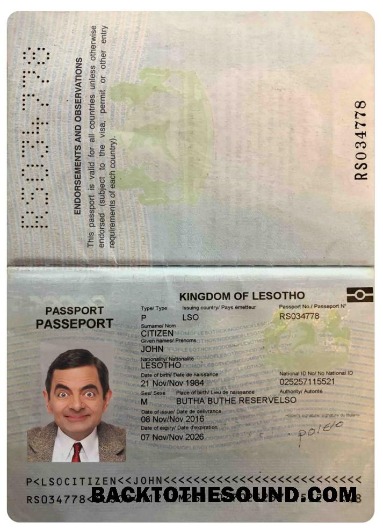 RS034778
ENDORSEMENTS AND OBSERVATIONS
This passport is valid for all countries unless otherwise
endorsed (subject to the visa, permit or other entry
requirements of each country).
RS034778
KINGDOM OF LESOTHO
PASSPORT
PASSEPORT
Type/ Type Issuing country/ Pays émetteur Passport No./ Passeport N°
P LSO RS034778
Surname/ Nom
CITIZEN
Given names/ Prénoms
JOHN
Nationality/ Nationalité
LESOTHO
Date of birth/ Date de naissance National ID No/ No National ID
21 Nov/Nov 1984 025257115521
Sex/ Sexe Place of birth/ Lieu de naissance Authority/ Autorité
M BUTHA BUTHE RESERVELSO
Date of issue/ Date de délivrance
08 Nov/Nov 2016
Date of expiry/ Date d'expiration
07 Nov/Nov 2026
P<LSOCITIZEN<<JOHN<<<<<<<<<<<<<<<<<<<<<<<<<<
RS034778<
BACKTOTHESOUND.COM